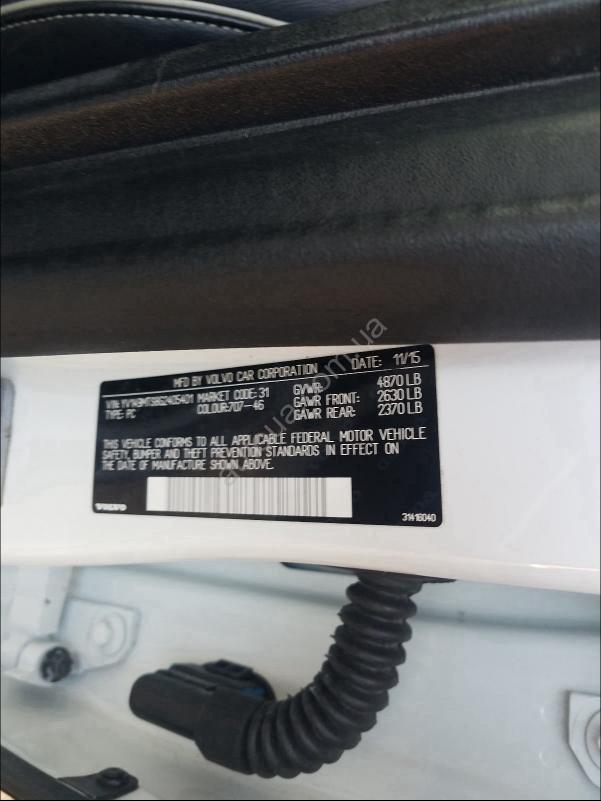 MFD BY VOLVO CAR CORPORATION DATE: 11/15
VIN: MARKET CODE: 31 GVWR: 4870 LB
TYPE: PC COLOUR:707-46 GAWR FRONT: 2630 LB
GAWR REAR: 2370 LB
THIS VEHICLE CONFORMS TO ALL APPLICABLE FEDERAL MOTOR VEHICLE
SAFETY, BUMPER AND THEFT PREVENTION STANDARDS IN EFFECT ON
THE DATE OF MANUFACTURE SHOWN ABOVE.
VOLVO 31416040